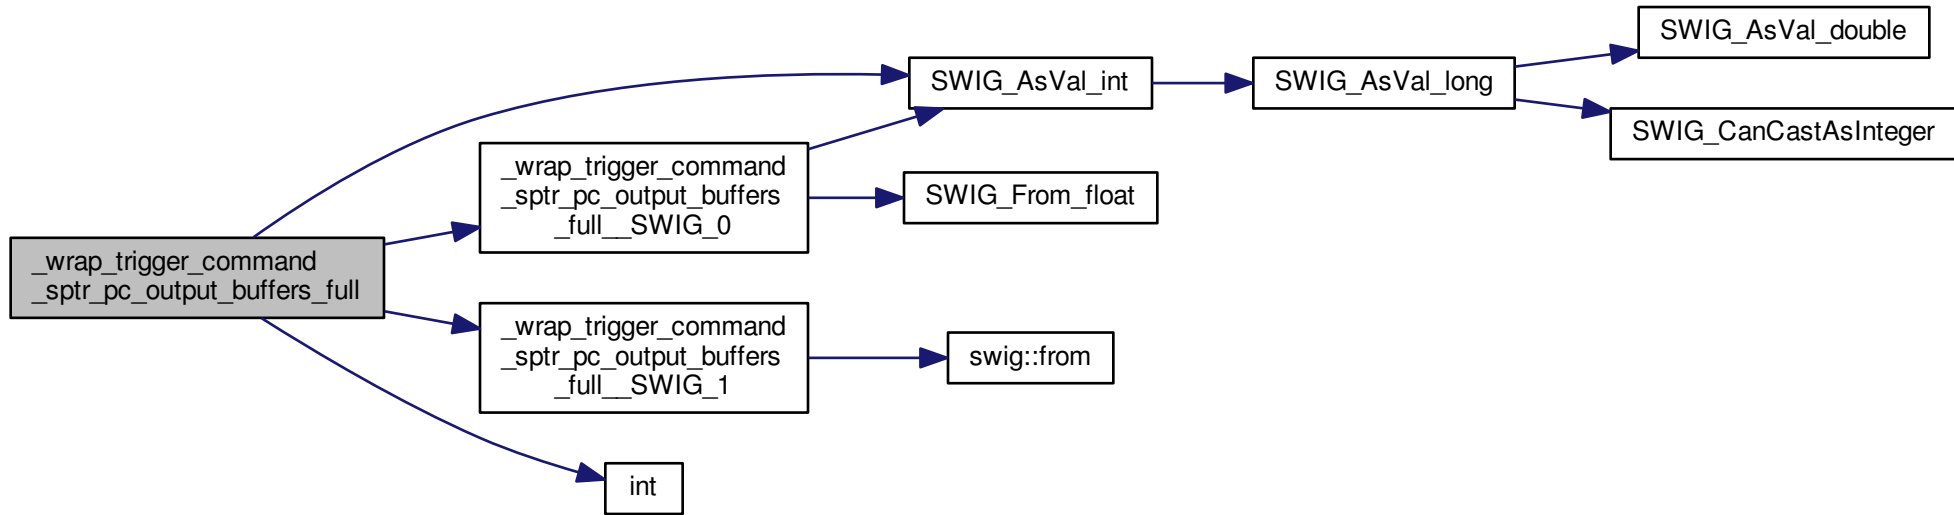 _wrap_trigger_command
_sptr_pc_output_buffers_full
SWIG_AsVal_int
_wrap_trigger_command
_sptr_pc_output_buffers
_full__SWIG_0
_wrap_trigger_command
_sptr_pc_output_buffers
_full__SWIG_1
int
SWIG_From_float
swig::from
SWIG_AsVal_long
SWIG_AsVal_double
SWIG_CanCastAsInteger